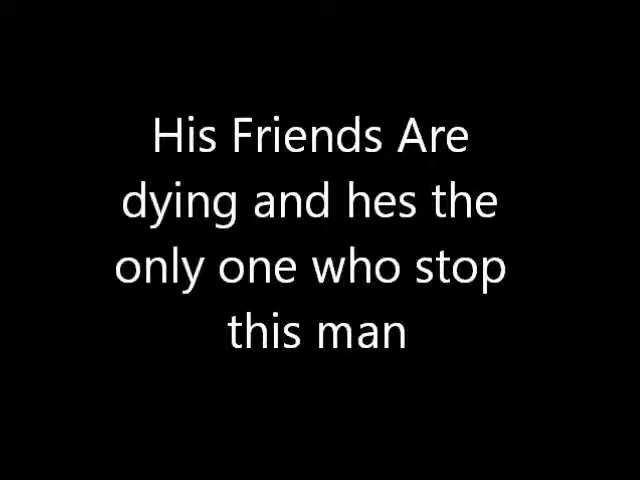 His Friends Are
dying and hes the
only one who stop
this man